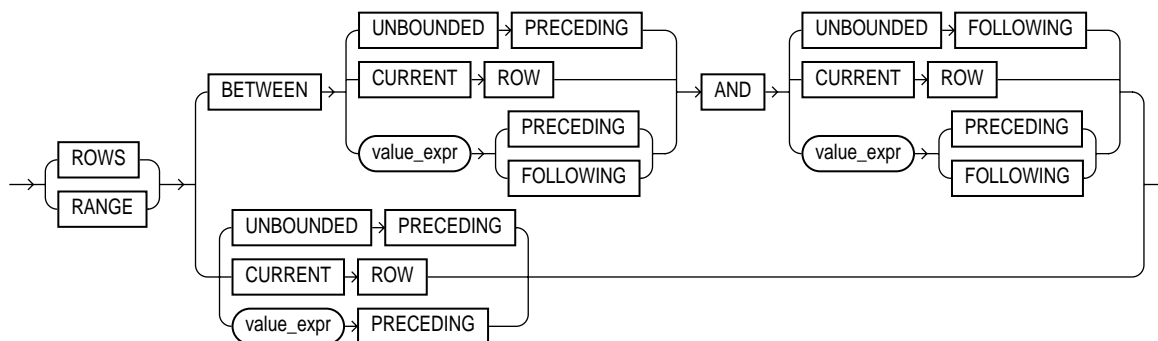 UNBOUNDED PRECEDING UNBOUNDED FOLLOWING
CURRENT ROW CURRENT ROW
BETWEEN AND
PRECEDING PRECEDING
value_expr value_expr
FOLLOWING FOLLOWING
ROWS
RANGE
UNBOUNDED PRECEDING
CURRENT ROW
value_expr PRECEDING